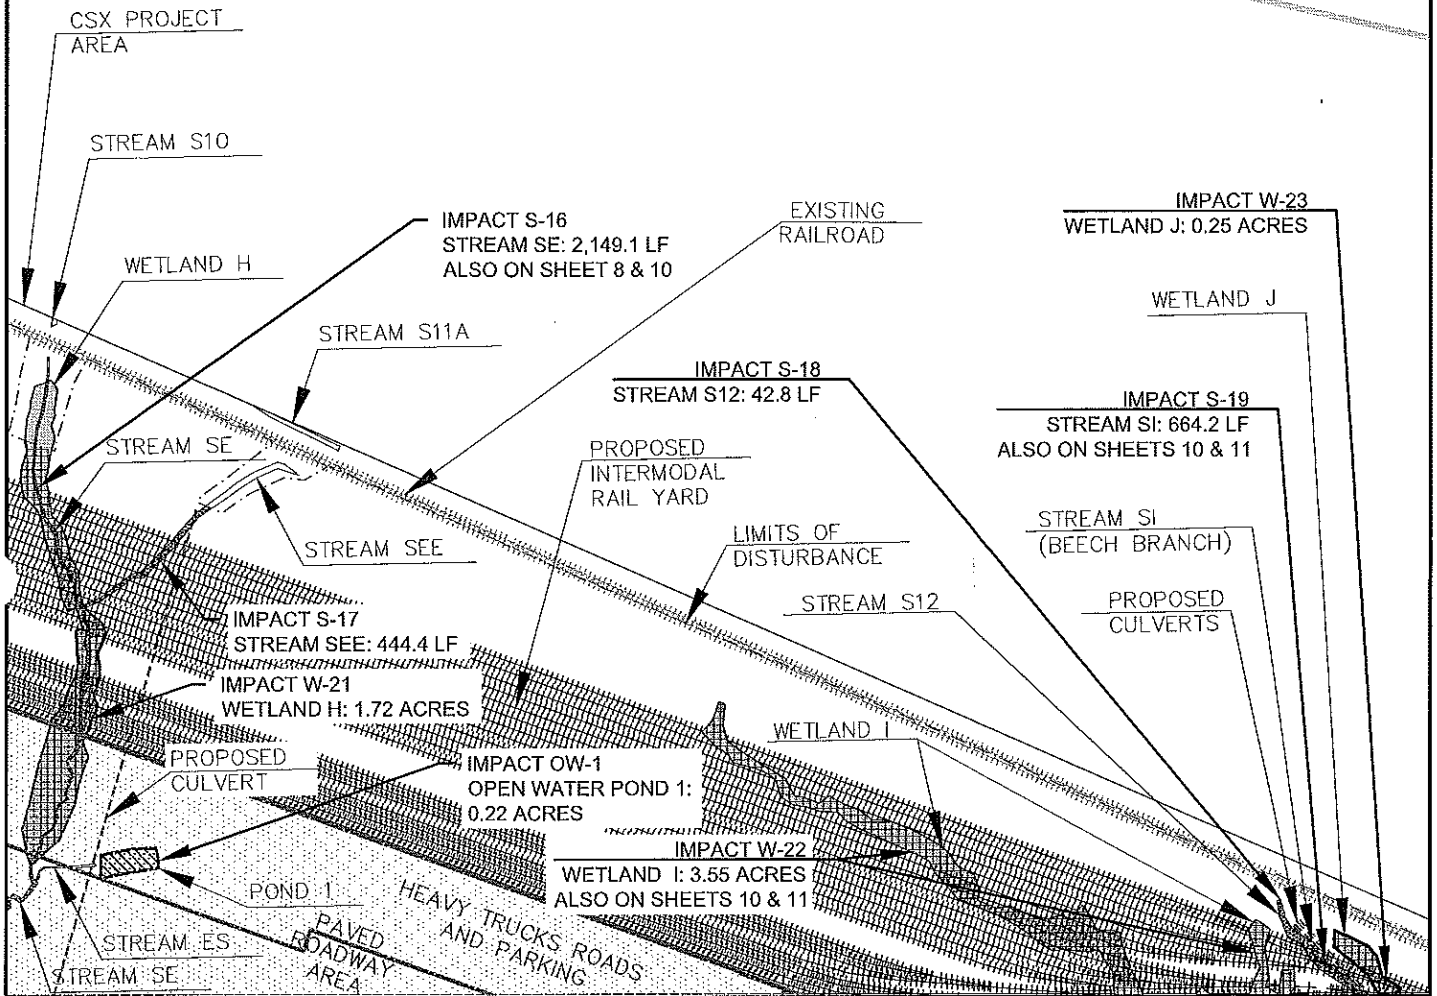 CSX PROJECT
AREA
STREAM S10
IMPACT S-16
STREAM SE: 2,149.1 LF
ALSO ON SHEET 8 & 10
EXISTING
RAILROAD
IMPACT W-23
WETLAND J: 0.25 ACRES
WETLAND H
WETLAND J
STREAM S11A
IMPACT S-18
STREAM S12: 42.8 LF
IMPACT S-19
STREAM SI: 664.2 LF
ALSO ON SHEETS 10 & 11
STREAM SE
PROPOSED
INTERMODAL
RAIL YARD
STREAM SI
(BEECH BRANCH)
LIMITS OF
DISTURBANCE
STREAM SEE
STREAM S12
PROPOSED
CULVERTS
IMPACT S-17
STREAM SEE: 444.4 LF
IMPACT W-21
WETLAND H: 1.72 ACRES
WETLAND I
PROPOSED
CULVERT
IMPACT OW-1
OPEN WATER POND 1:
0.22 ACRES
IMPACT W-22
WETLAND I: 3.55 ACRES
ALSO ON SHEETS 10 & 11
POND 1
HEAVY TRUCKS ROADS
AND PARKING
PAVED
ROADWAY
AREA
STREAM ES
STREAM SE